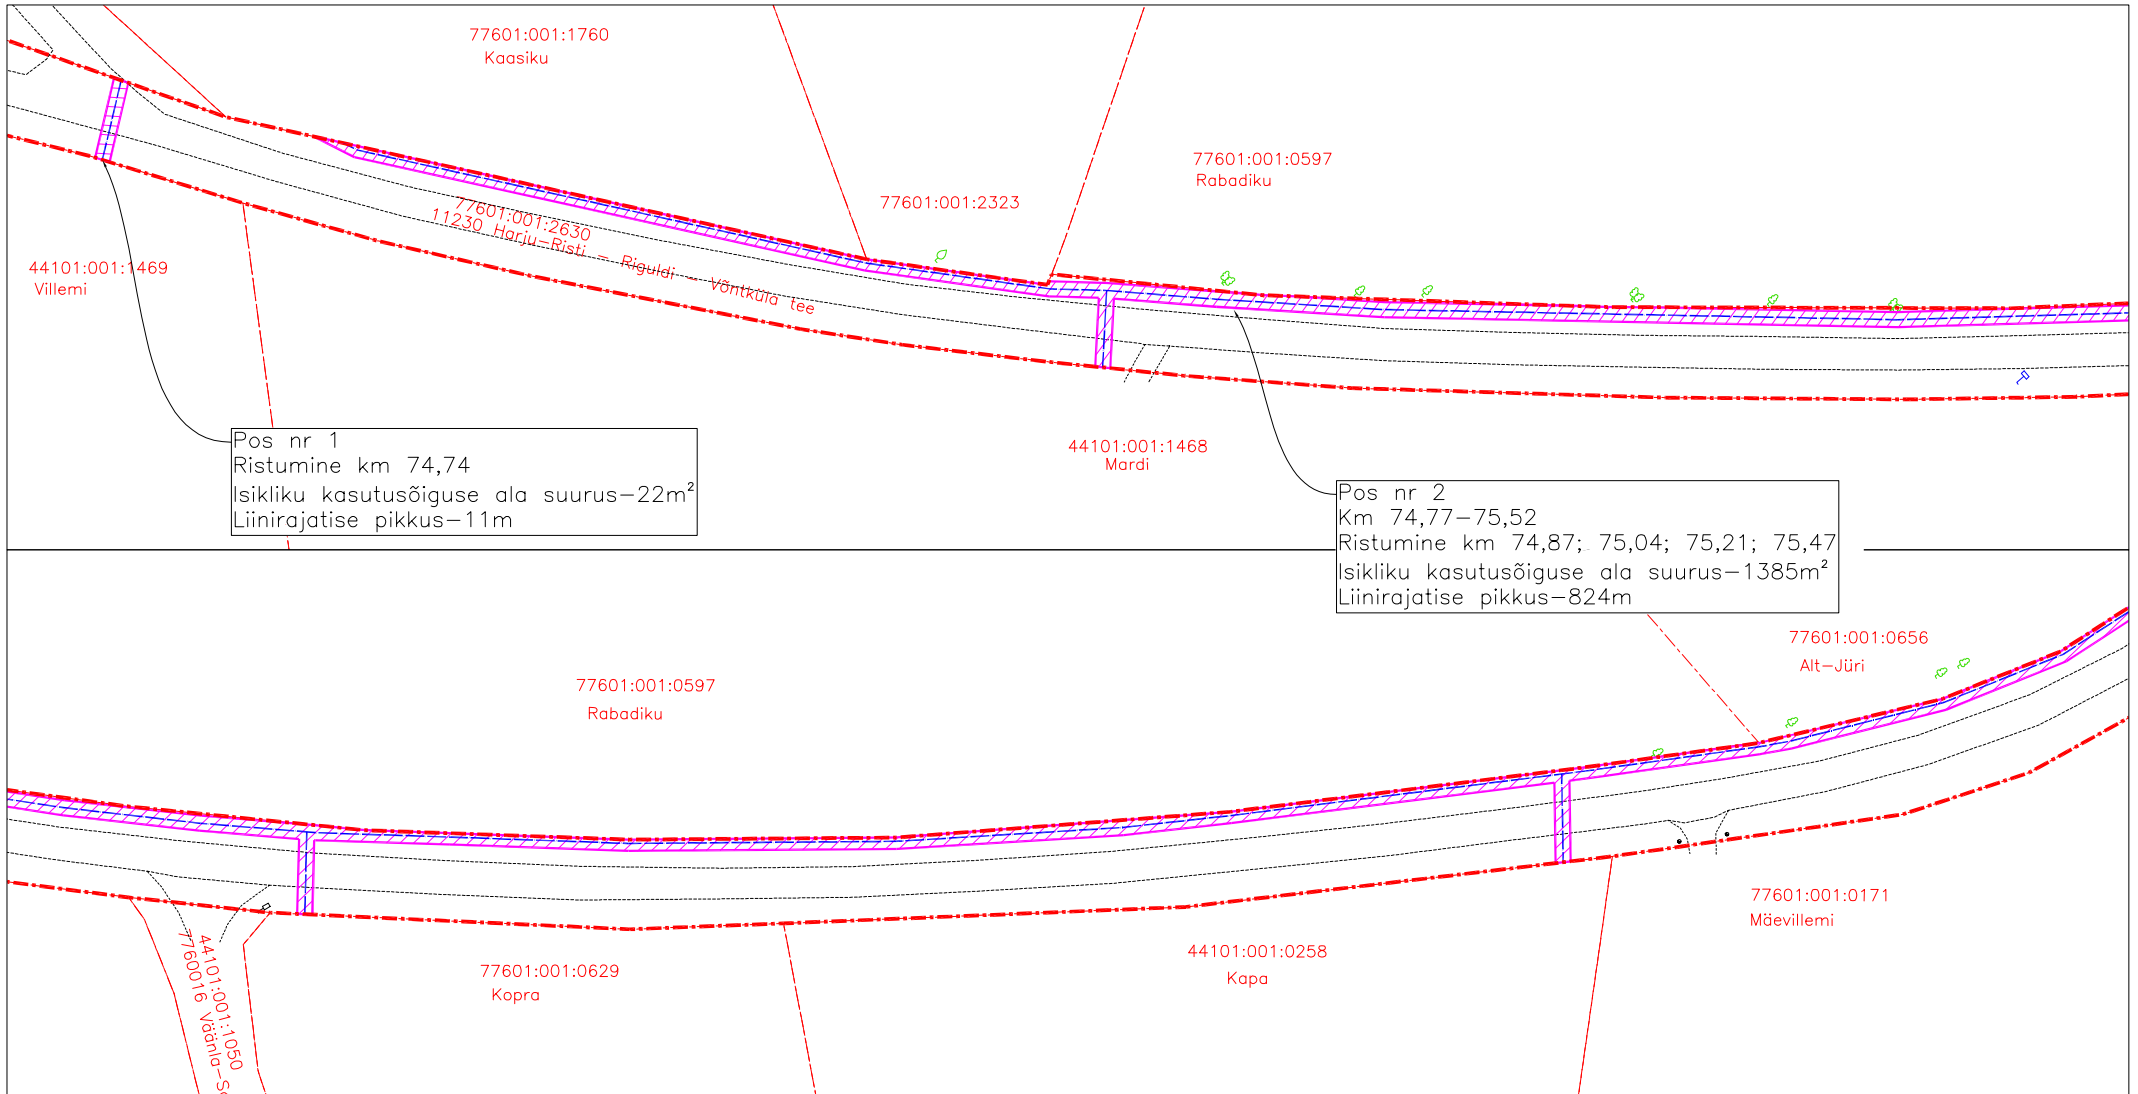 77601:001:1760
Kaasiku
77601:001:0597
Rabadiku
77601:001:2323
77601:001:2630
11230 Harju-Risti - Riguldi - Võntküla tee
44101:001:1469
Villemi
Pos nr 1
Ristumine km 74,74
Isikliku kasutusõiguse ala suurus-22m²
Liinirajatise pikkus-11m
44101:001:1468
Mardi
Pos nr 2
Km 74,77-75,52
Ristumine km 74,87; 75,04; 75,21; 75,47
Isikliku kasutusõiguse ala suurus-1385m²
Liinirajatise pikkus-824m
77601:001:0656
Alt-Jüri
77601:001:0597
Rabadiku
77601:001:0171
Mäevillemi
44101:001:0258
Kapa
77601:001:0629
Kopra
44101:001:1050
7760016 Väänla-